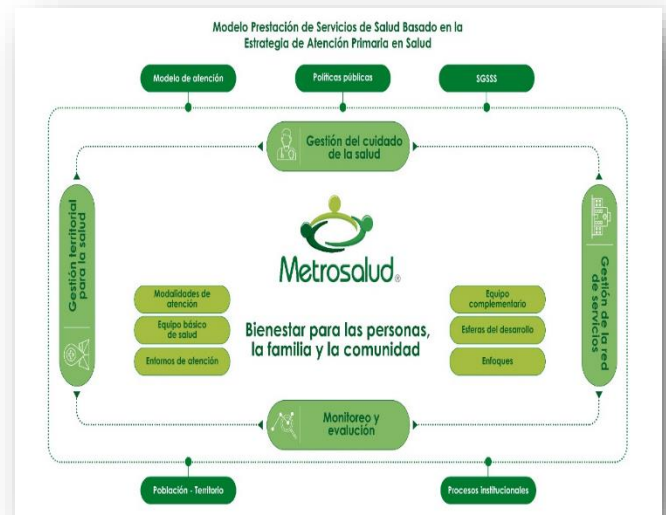 Modelo Prestación de Servicios de Salud Basado en la
Estrategia de Atención Primaria en Salud
Modelo de atención
Políticas públicas
SGSSS
Gestión del cuidado
de la salud
Gestión territorial
para la salud
Metrosalud®
Bienestar para las personas,
la familia y la comunidad
Modalidades de
atención
Equipo básico
de salud
Entornos de atención
Equipo
complementario
Esferas del desarrollo
Enfoques
Gestión de la red
de servicios
Monitoreo y
evaluación
Población - Territorio
Procesos institucionales